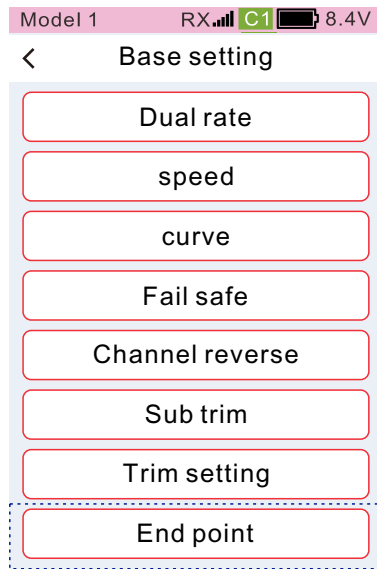 Model 1 RX C1 8.4V
< Base setting
Dual rate
speed
curve
Fail safe
Channel reverse
Sub trim
Trim setting
End point